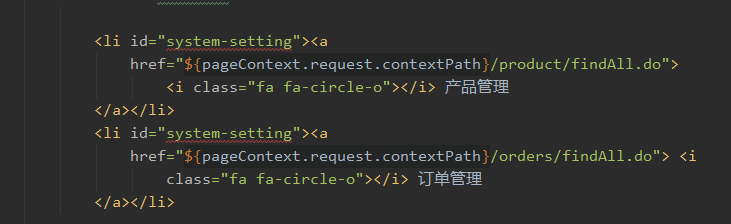 <li id="system-setting"><a
href="${pageContext.request.contextPath}/product/findAll.do">
<i class="fa fa-circle-o"></i> 产品管理
</a></li>
<li id="system-setting"><a
href="${pageContext.request.contextPath}/orders/findAll.do"> <i
class="fa fa-circle-o"></i> 订单管理
</a></li>